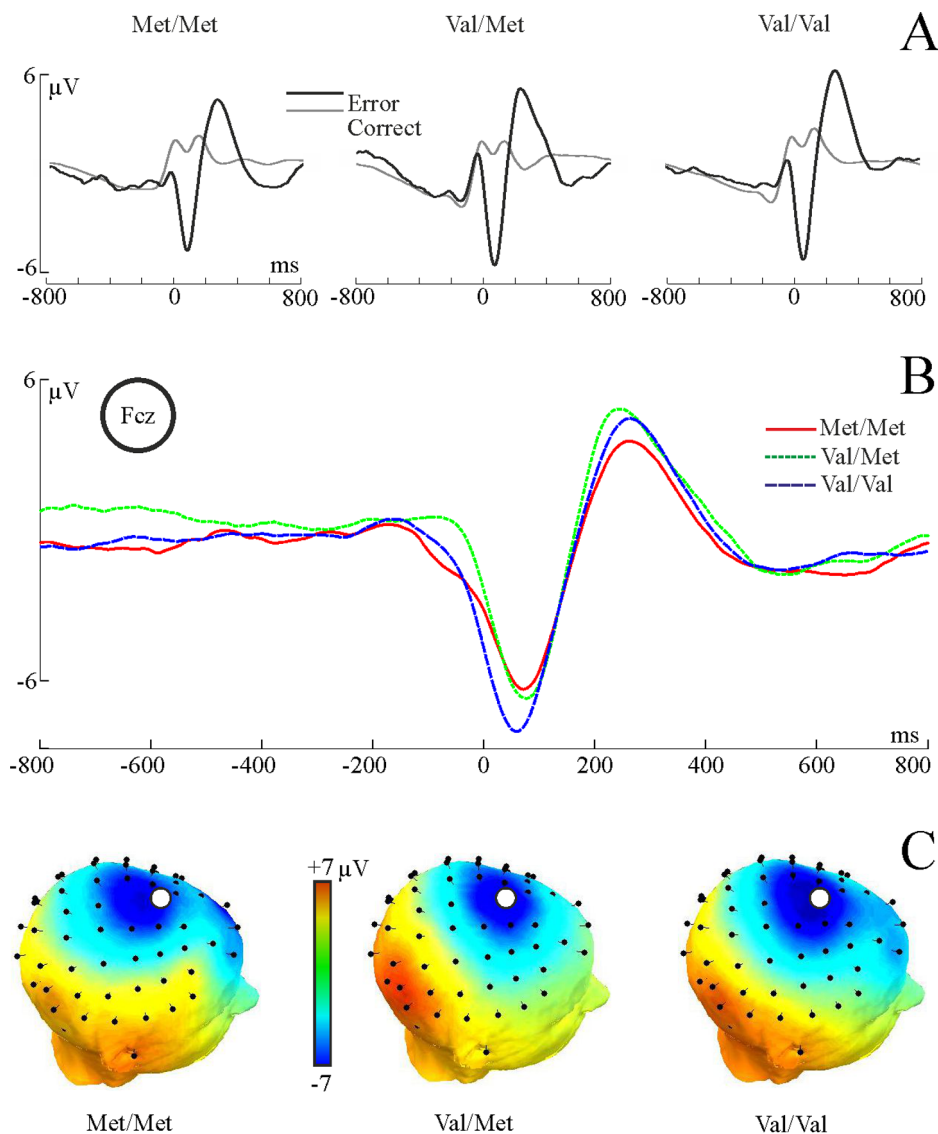 Met/Met Val/Met Val/Val A
6 µV
Error
Correct
-6 ms
-800 0 800 -800 0 800 -800 0 800
B
6 µV
Fcz
Met/Met
Val/Met
Val/Val
-6
ms
-800 -600 -400 -200 0 200 400 600 800
C
+7 µV
-7
Met/Met Val/Met Val/Val